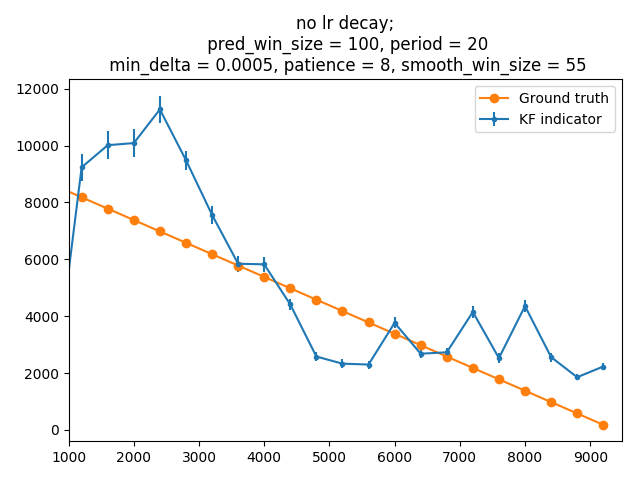 no lr decay;
pred_win_size = 100, period = 20
min_delta = 0.0005, patience = 8, smooth_win_size = 55
12000
10000
8000
6000
4000
2000
0
Ground truth
KF indicator
1000 2000 3000 4000 5000 6000 7000 8000 9000